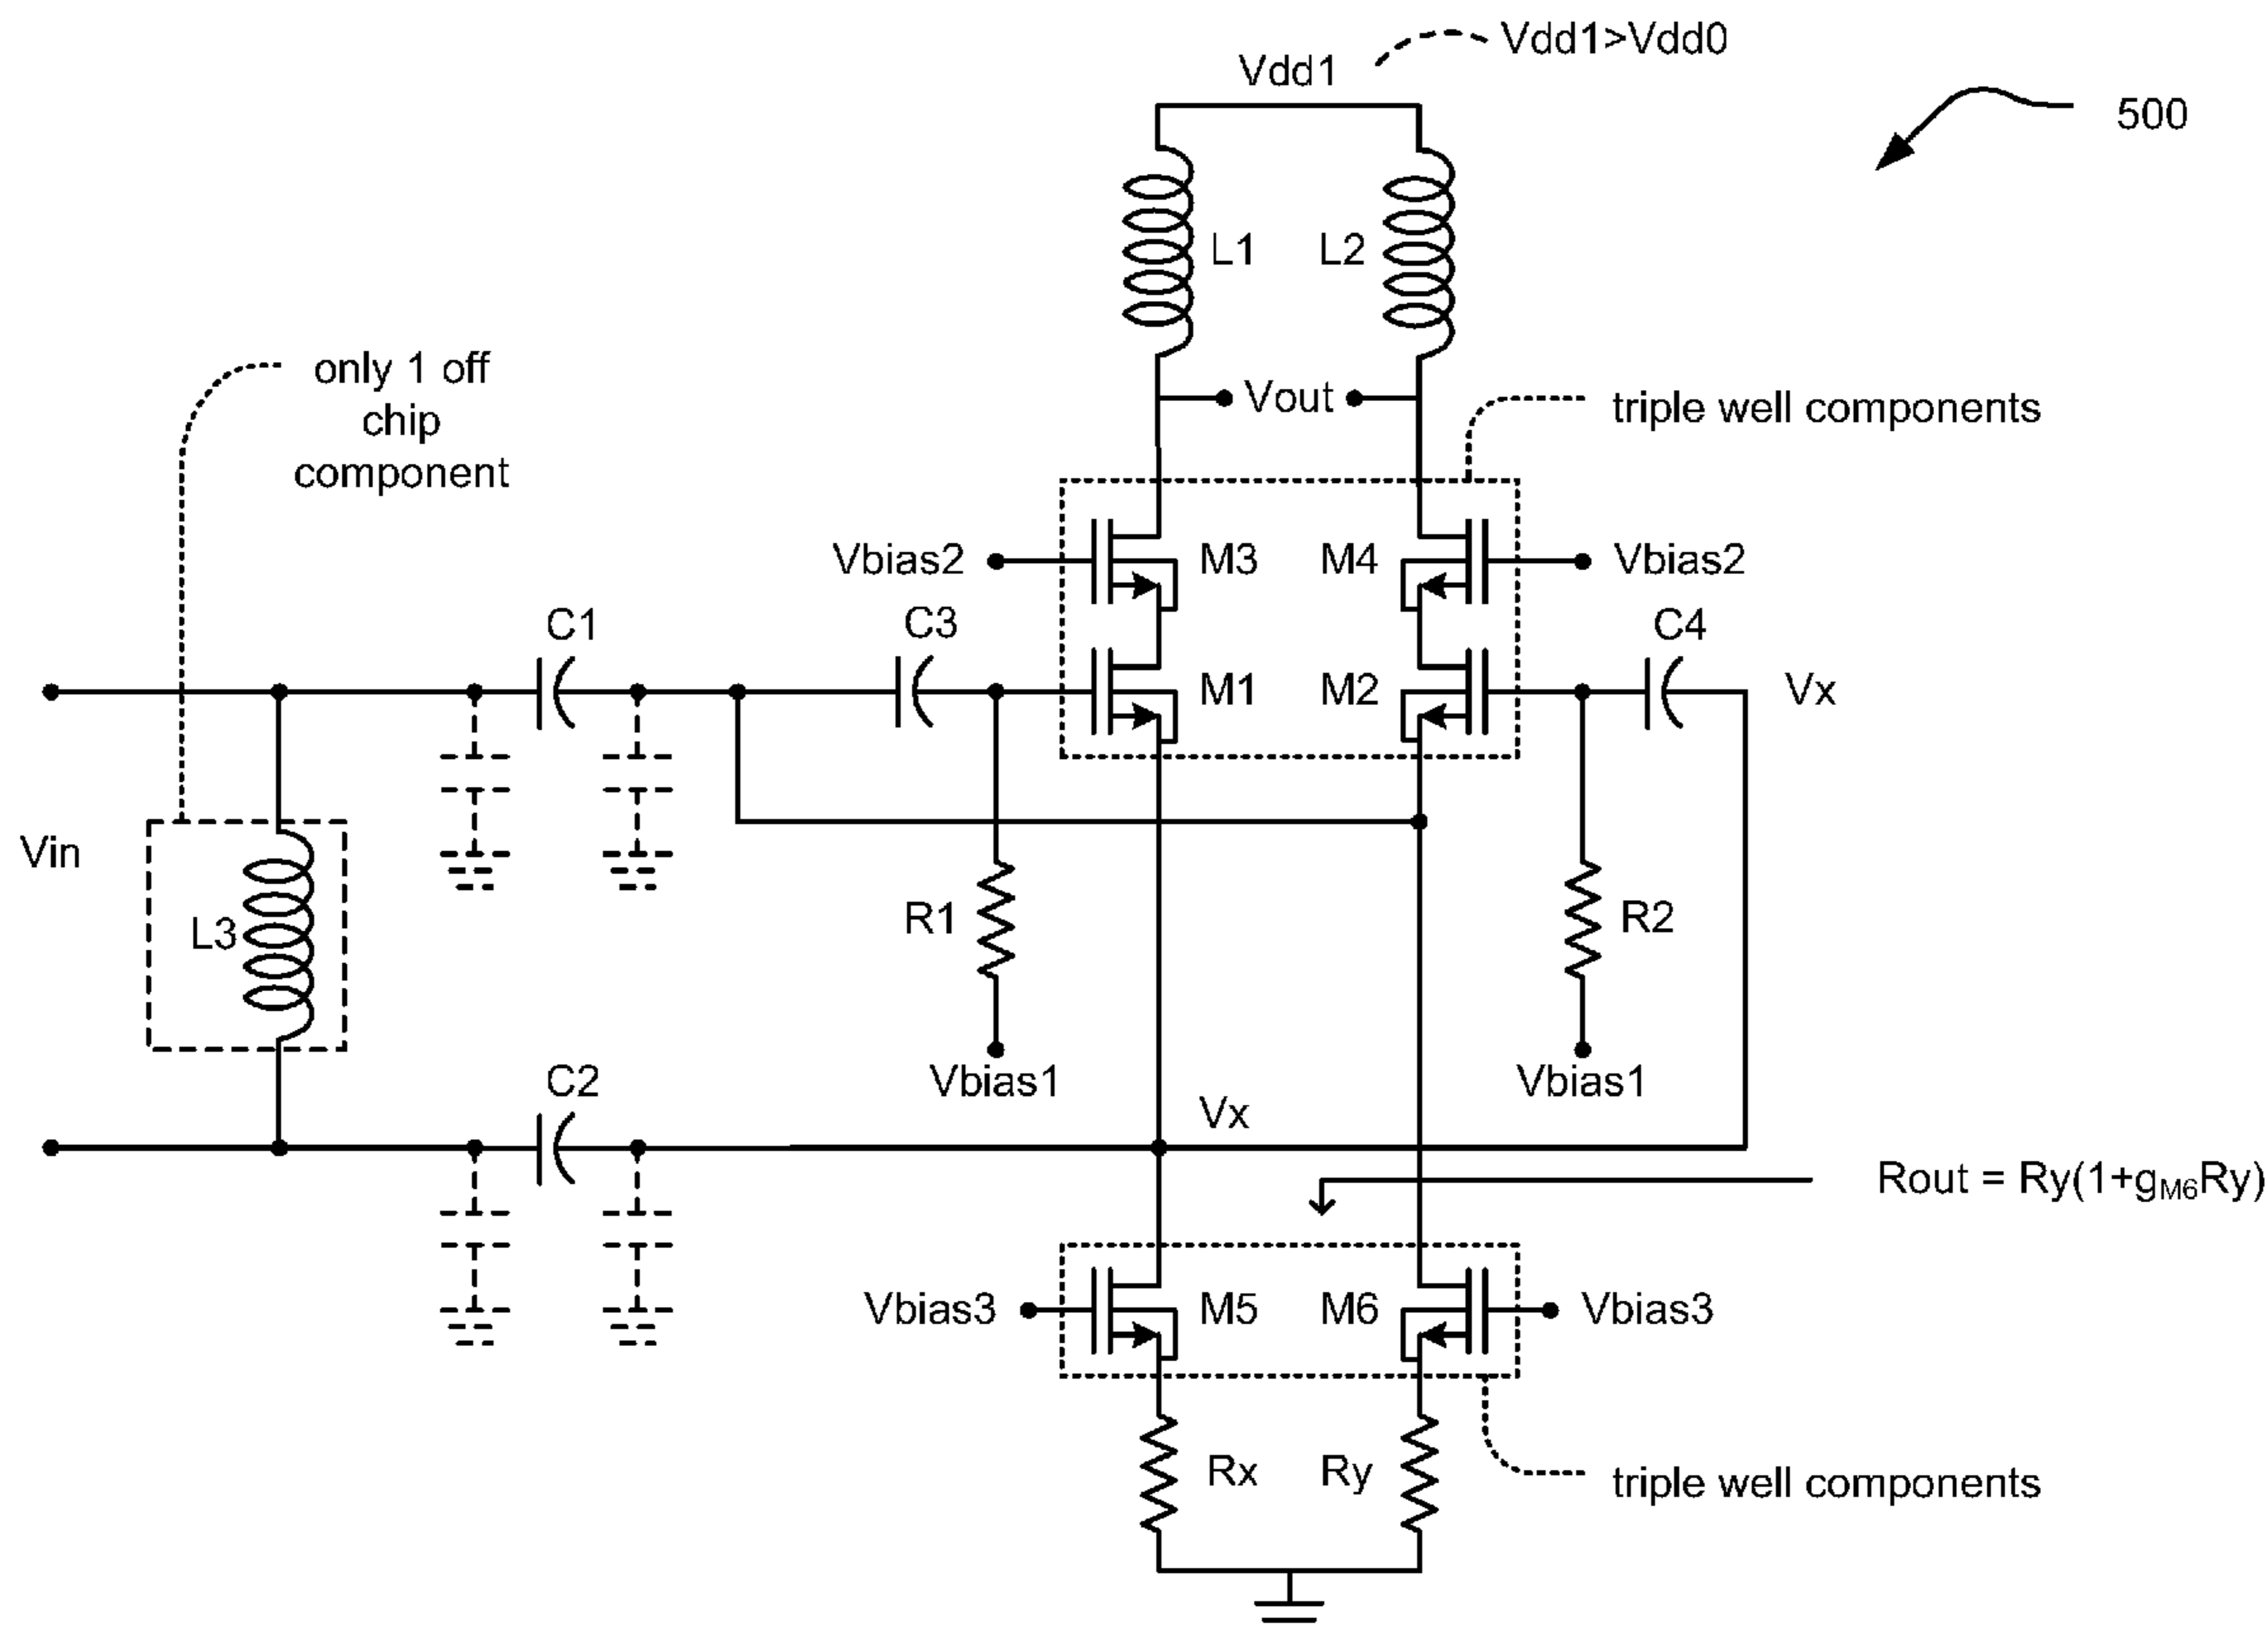 Vdd1>Vdd0
Vdd1
500
L1
L2
only 1 off
chip
component
Vout
triple well components
Vbias2
M3
M4
Vbias2
C1
C3
C4
M1
M2
Vx
Vin
L3
R1
R2
Vbias1
Vbias1
C2
Vx
Rout = Ry(1+gM6Ry)
Vbias3
M5
M6
Vbias3
Rx
Ry
triple well components